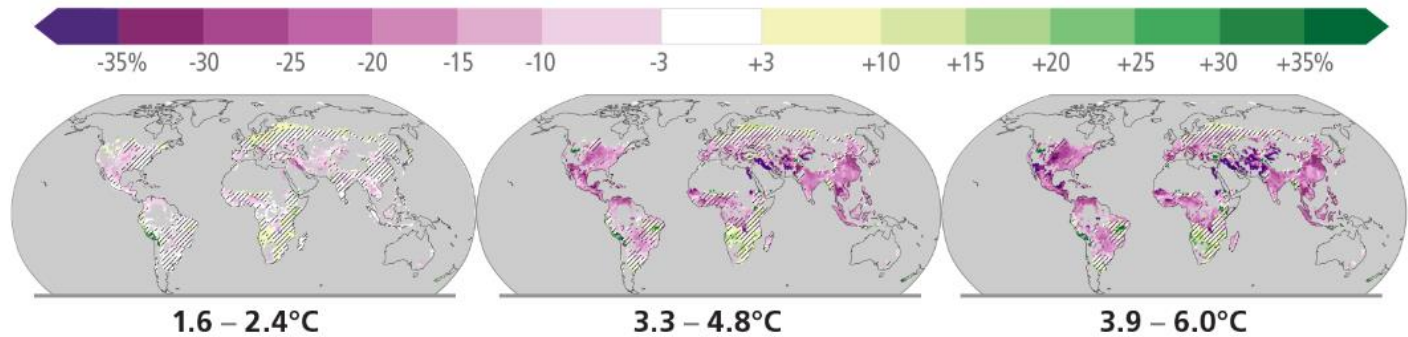 -35% -30 -25 -20 -15 -10 -3 +3 +10 +15 +20 +25 +30 +35%
1.6 – 2.4°C 3.3 – 4.8°C 3.9 – 6.0°C